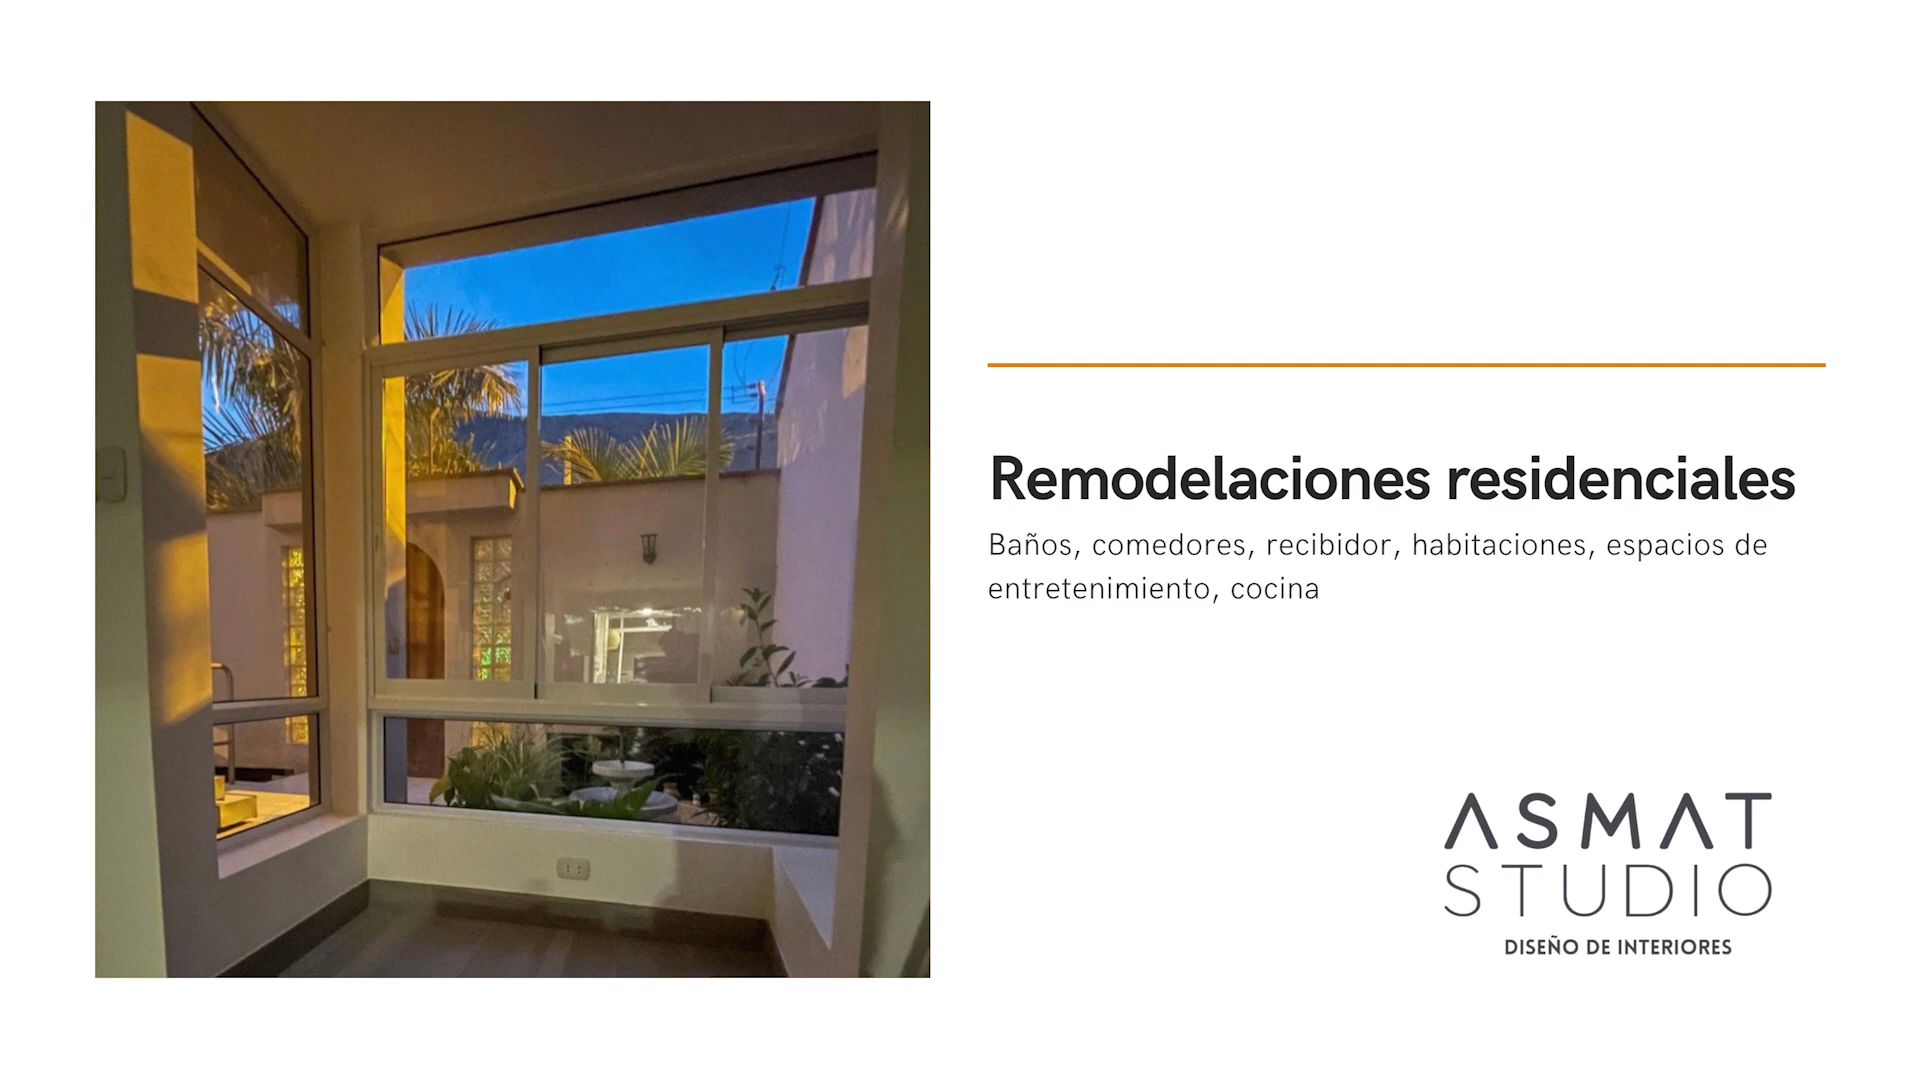 Remodelaciones residenciales
Baños, comedores, recibidor, habitaciones, espacios de
entretenimiento, cocina
ASMAT
STUDIO
DISEÑO DE INTERIORES